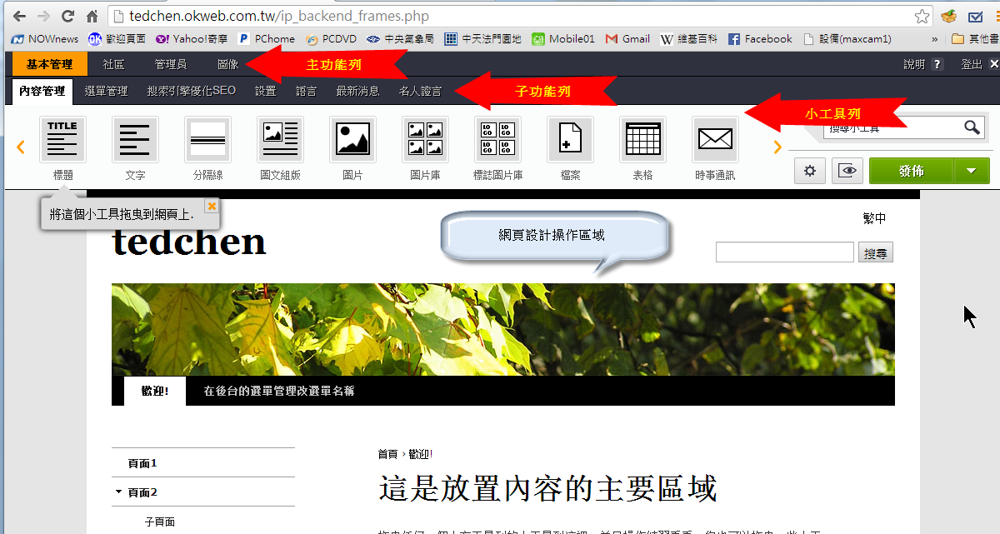 tedchen.okweb.com.tw/ip_backend_frames.php
NOWnews 歡迎頁面 Yahoo!奇摩 PChome PCDVD 中央氣象局 中天法門園地 Mobile01 Gmail 維基百科 Facebook 設備(maxcam1) » 其他書
基本管理 社區 管理員 圖像 主功能列 說明 ? 登出 X
內容管理 選單管理 搜索引擎優化SEO 設置 語言 最新消息 名人證言 子功能列
小工具列
搜尋小工具
TITLE
LOGO LOGO LOGO LOGO
標題 文字 分隔線 圖文組版 圖片 圖片庫 標誌圖片庫 檔案 表格 時事通訊
發佈
將這個小工具拖曳到網頁上.
tedchen
網頁設計操作區域
繁中
搜尋
歡迎! 在後台的選單管理改選單名稱
頁面1
頁面2
子頁面
首頁 › 歡迎!
這是放置內容的主要區域